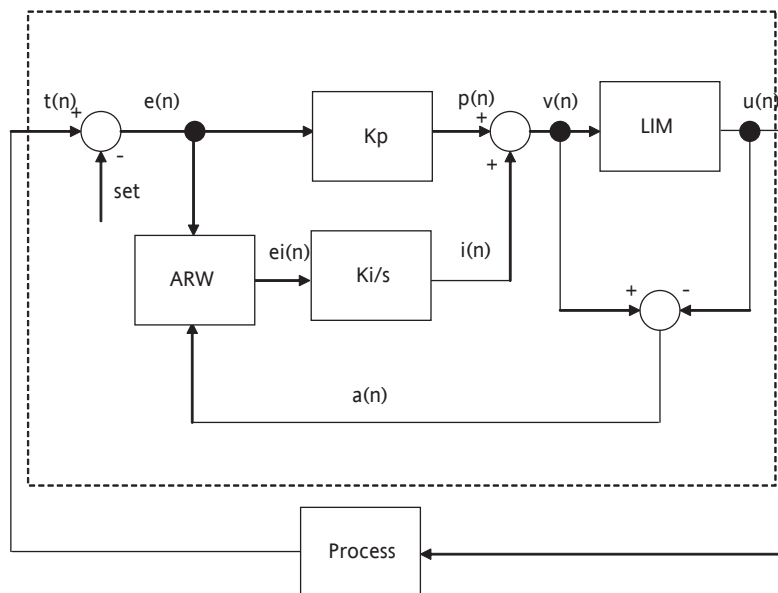 t(n)
+
-
set
e(n)
Kp
p(n)
+
+
v(n)
LIM
u(n)
ARW
ei(n)
Ki/s
i(n)
+
-
a(n)
Process